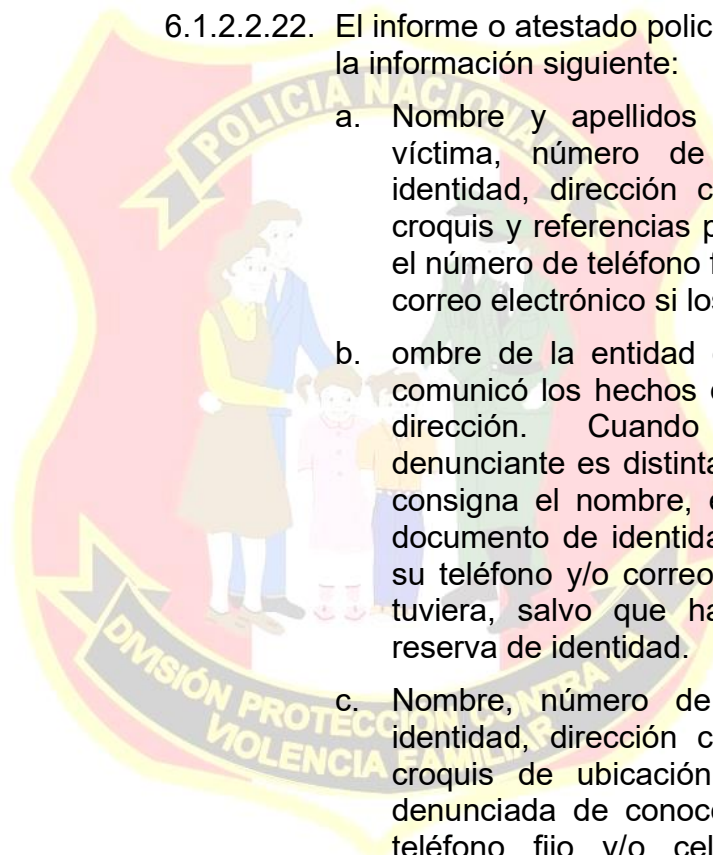 6.1.2.2.22. El informe o atestado polic
la información siguiente:
a. Nombre y apellidos
víctima, número de
identidad, dirección c
croquis y referencias p
el número de teléfono f
correo electrónico si los
b. ombre de la entidad
comunicó los hechos
dirección. Cuando
denunciante es distinta
consigna el nombre,
documento de identida
su teléfono y/o correo
tuviera, salvo que ha
reserva de identidad.
c. Nombre, número de
identidad, dirección c
croquis de ubicación
denunciada de conoc
teléfono fijo y/o cel
POLICIA NACIONAL
DIVISIÓN PROTECCIÓN CONTRA LA
VIOLENCIA FAMILIAR